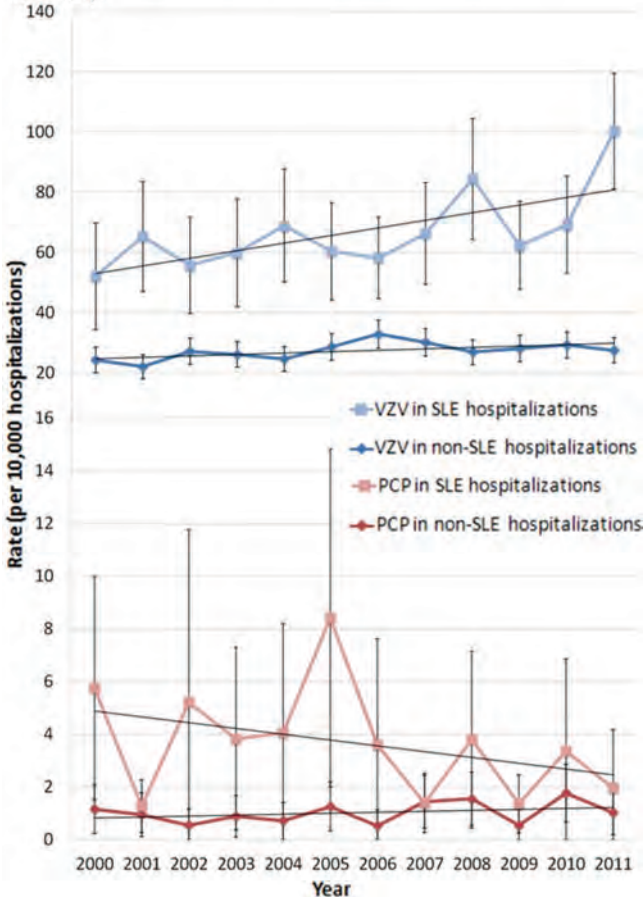 140
120
100
80
60
40
20
16
14
12
10
8
6
4
2
0
Rate (per 10,000 hospitalizations)
VZV in SLE hospitalizations
VZV in non-SLE hospitalizations
PCP in SLE hospitalizations
PCP in non-SLE hospitalizations
2000 2001 2002 2003 2004 2005 2006 2007 2008 2009 2010 2011
Year